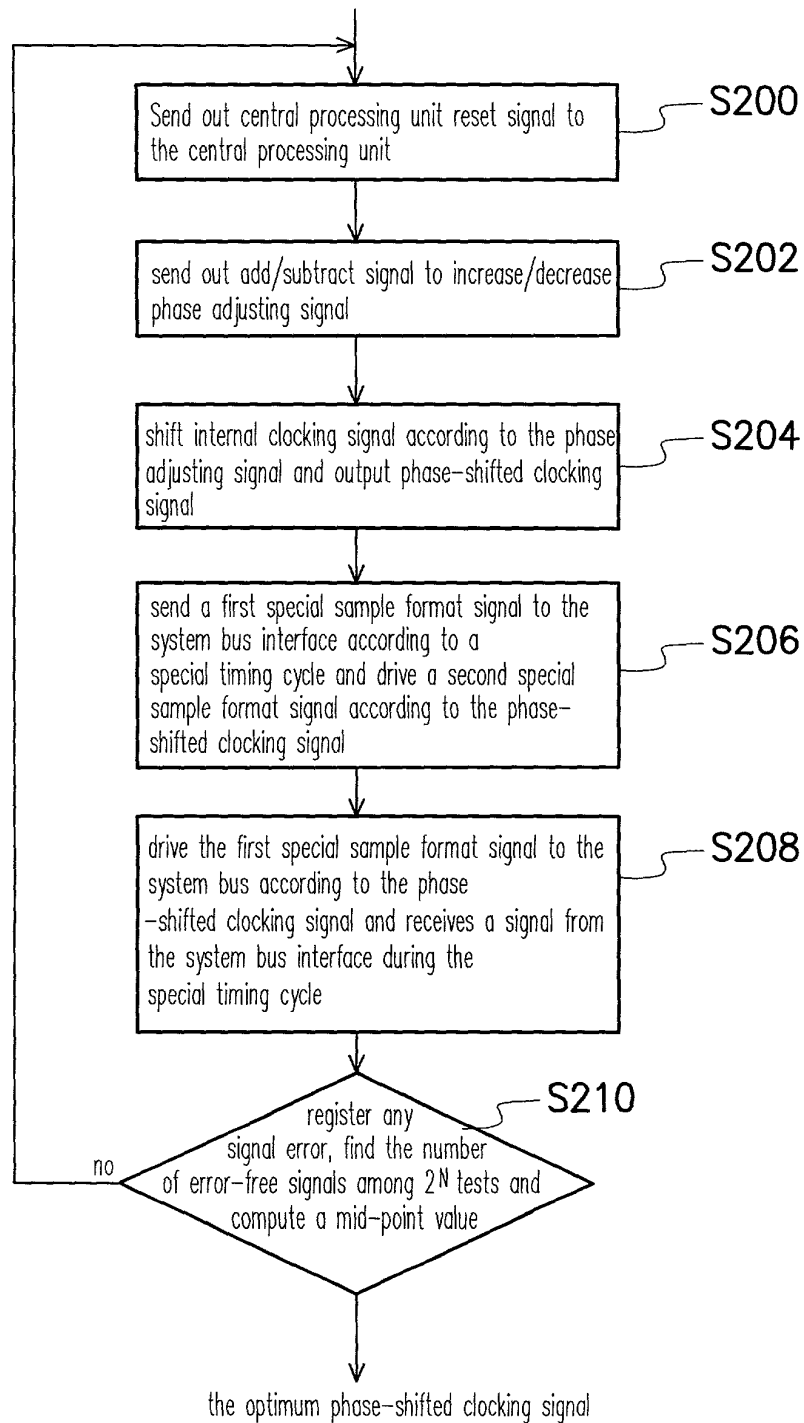 Send out central processing unit reset signal to
the central processing unit
S200
send out add/subtract signal to increase/decrease
phase adjusting signal
S202
shift internal clocking signal according to the phase
adjusting signal and output phase-shifted clocking
signal
S204
send a first special sample format signal to the
system bus interface according to a
special timing cycle and drive a second special
sample format signal according to the phase-
shifted clocking signal
S206
drive the first special sample format signal to the
system bus according to the phase
-shifted clocking signal and receives a signal from
the system bus interface during the
special timing cycle
S208
register any
signal error, find the number
of error-free signals among 2ᴺ tests and
compute a mid-point value
S210
no
the optimum phase-shifted clocking signal